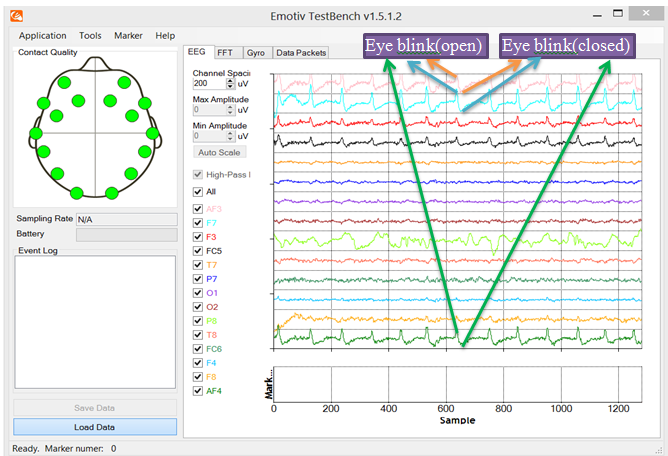 Emotiv TestBench v1.5.1.2
Application Tools Marker Help
Contact Quality
EEG FFT Gyro Data Packets
Eye blink(open) Eye blink(closed)
Channel Spaci
200 uV
Max Amplitude
0 uV
Min Amplitude
0 uV
Auto Scale
High-Pass I
All
AF3
F7
F3
FC5
T7
P7
O1
O2
P8
T8
FC6
F4
F8
AF4
Sampling Rate N/A
Battery
Event Log
Save Data
Load Data
Mark...
0 200 400 600 800 1000 1200
Sample
Ready. Marker numer: 0